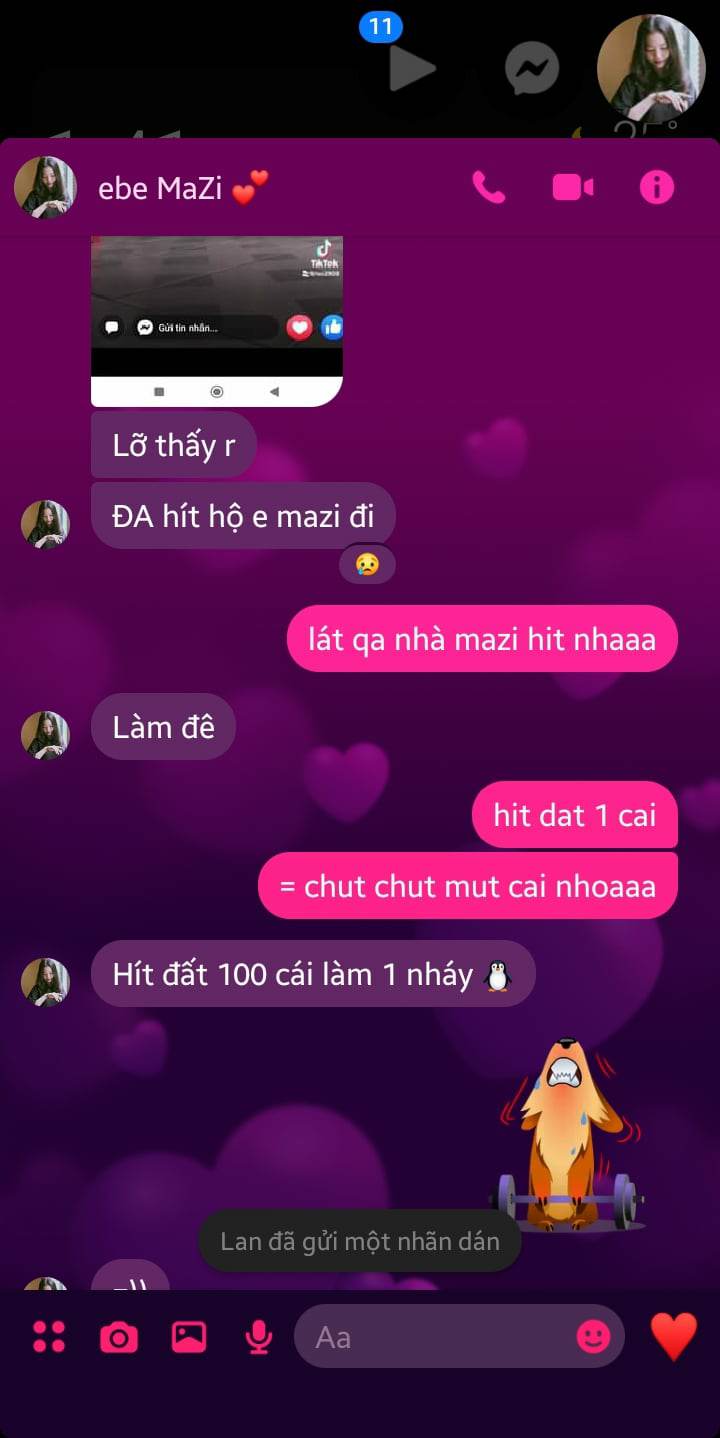 11
25°
ebe MaZi 💕
TikTok
Gửi tin nhắn...
Lỡ thấy r
ĐA hít hộ e mazi đi
lát qa nhà mazi hit nhaaa
Làm đê
hit dat 1 cai
= chut chut mut cai nhoaaa
Hít đất 100 cái làm 1 nháy 🐧
Lan đã gửi một nhãn dán
Aa